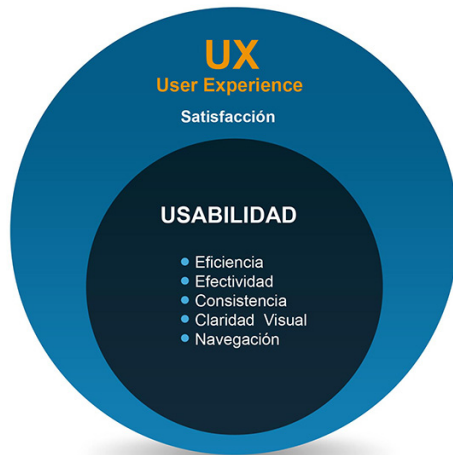 UX
User Experience
Satisfacción
USABILIDAD
Eficiencia
Efectividad
Consistencia
Claridad Visual
Navegación